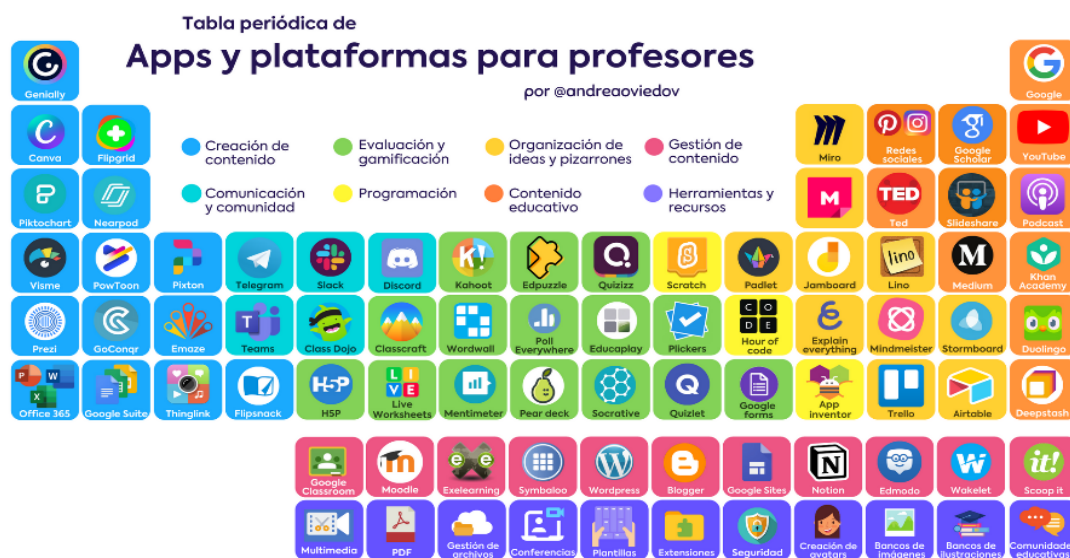 Tabla periódica de
Apps y plataformas para profesores
por @andreaoviedov
Genially
Google
Creación de
contenido
Evaluación y
gamificación
Organización de
ideas y pizarrones
Gestión de
contenido
Comunicación
y comunidad
Programación
Contenido
educativo
Herramientas y
recursos
Canva
Flipgrid
Miro
Redes
sociales
Google
Scholar
YouTube
Piktochart
Nearpod
M
TED
Ted
Slideshare
Podcast
Visme
PowToon
Pixton
Telegram
Slack
Discord
K!
Kahoot
Edpuzzle
Quizizz
Scratch
Padlet
Jamboard
lino
Lino
M
Medium
Khan
Academy
Prezi
GoConqr
Emaze
Teams
Class Dojo
Classcraft
Wordwall
Poll
Everywhere
Educaplay
Plickers
CODE
Hour of
code
Explain
everything
Mindmeister
Stormboard
Duolingo
Office 365
Google Suite
Thinglink
Flipsnack
H5P
H5P
LIVE
Live
Worksheets
Mentimeter
Pear deck
Socrative
Quizlet
Google
forms
App
inventor
Trello
Airtable
Deepstash
Google
Classroom
Moodle
Exelearning
Symbaloo
Wordpress
Blogger
Google Sites
Notion
Edmodo
Wakelet
it!
Scoop it
Multimedia
PDF
Gestión de
archivos
Conferencias
Plantillas
Extensiones
Seguridad
Creación de
avatars
Bancos de
imágenes
Bancos de
ilustraciones
Comunidades
educativas